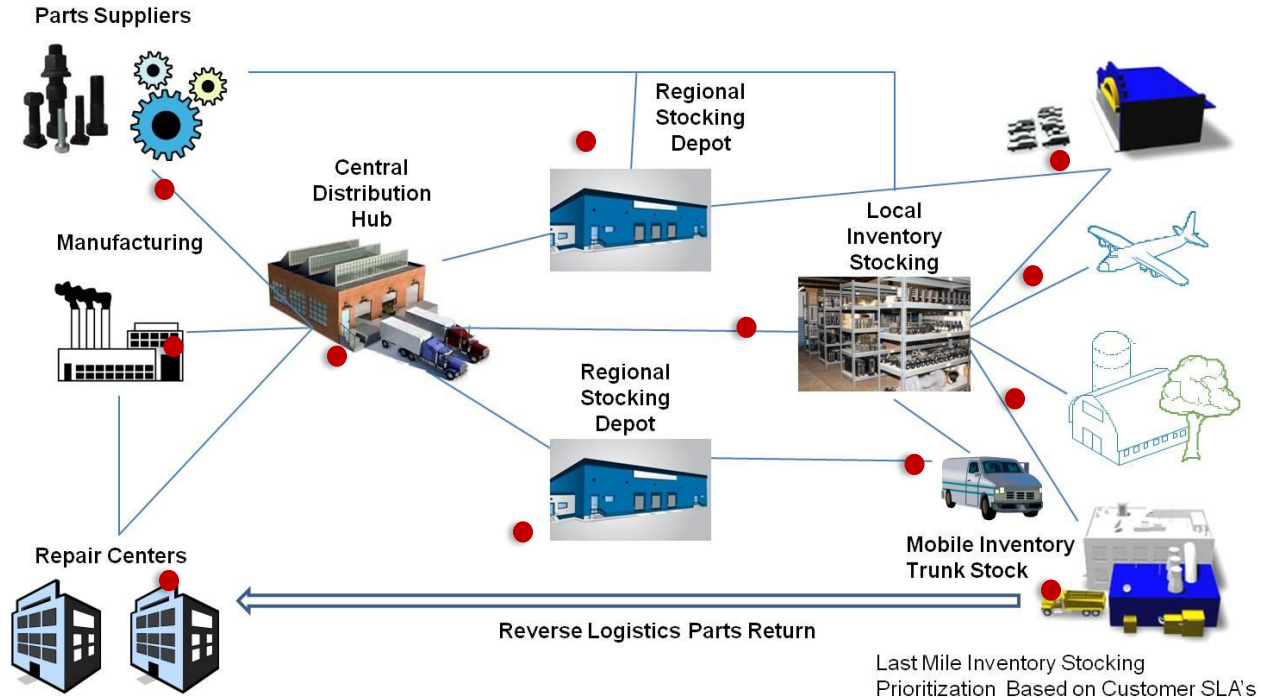 Parts Suppliers
Regional
Stocking
Depot
Central
Distribution
Hub
Manufacturing
Local
Inventory
Stocking
Regional
Stocking
Depot
Repair Centers
Mobile Inventory
Trunk Stock
Reverse Logistics Parts Return
Last Mile Inventory Stocking
Prioritization Based on Customer SLA's